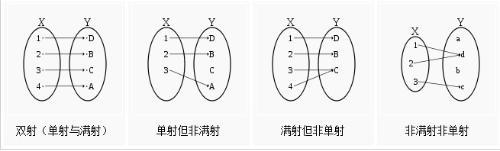 X Y
1 D
2 B
3 C
4 A
双射（单射与满射）
X Y
1 D
2 B
3 C
A
单射但非满射
X Y
1 D
2 B
3 C
4
满射但非单射
X Y
a
1
d
2
b
3
c
非满射非单射